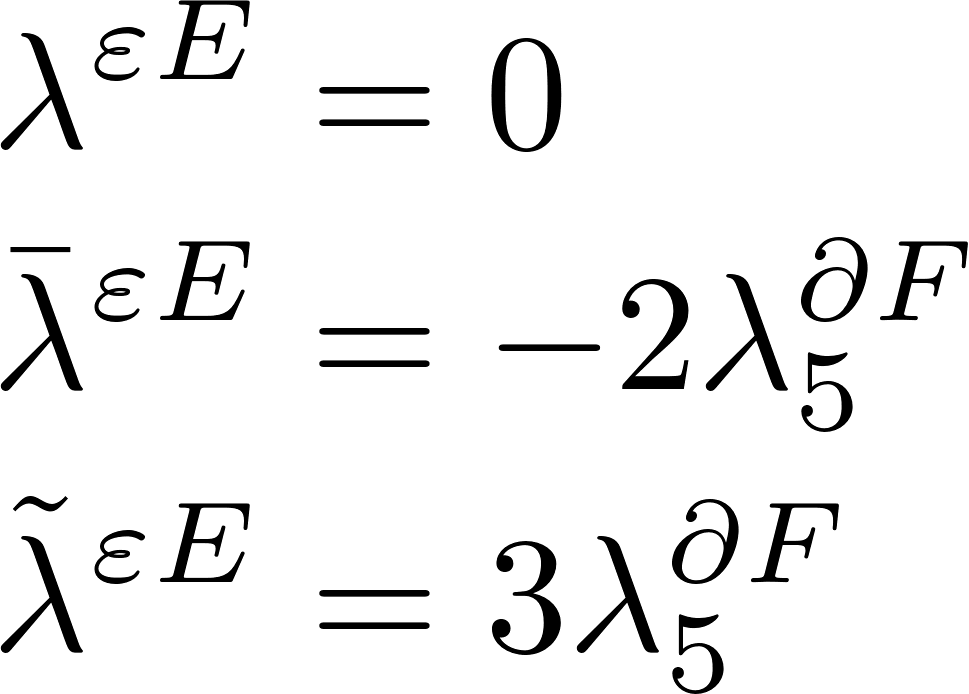 λ^{εE} = 0
λ̄^{εE} = −2λ_5^{∂F}
λ̃^{εE} = 3λ_5^{∂F}